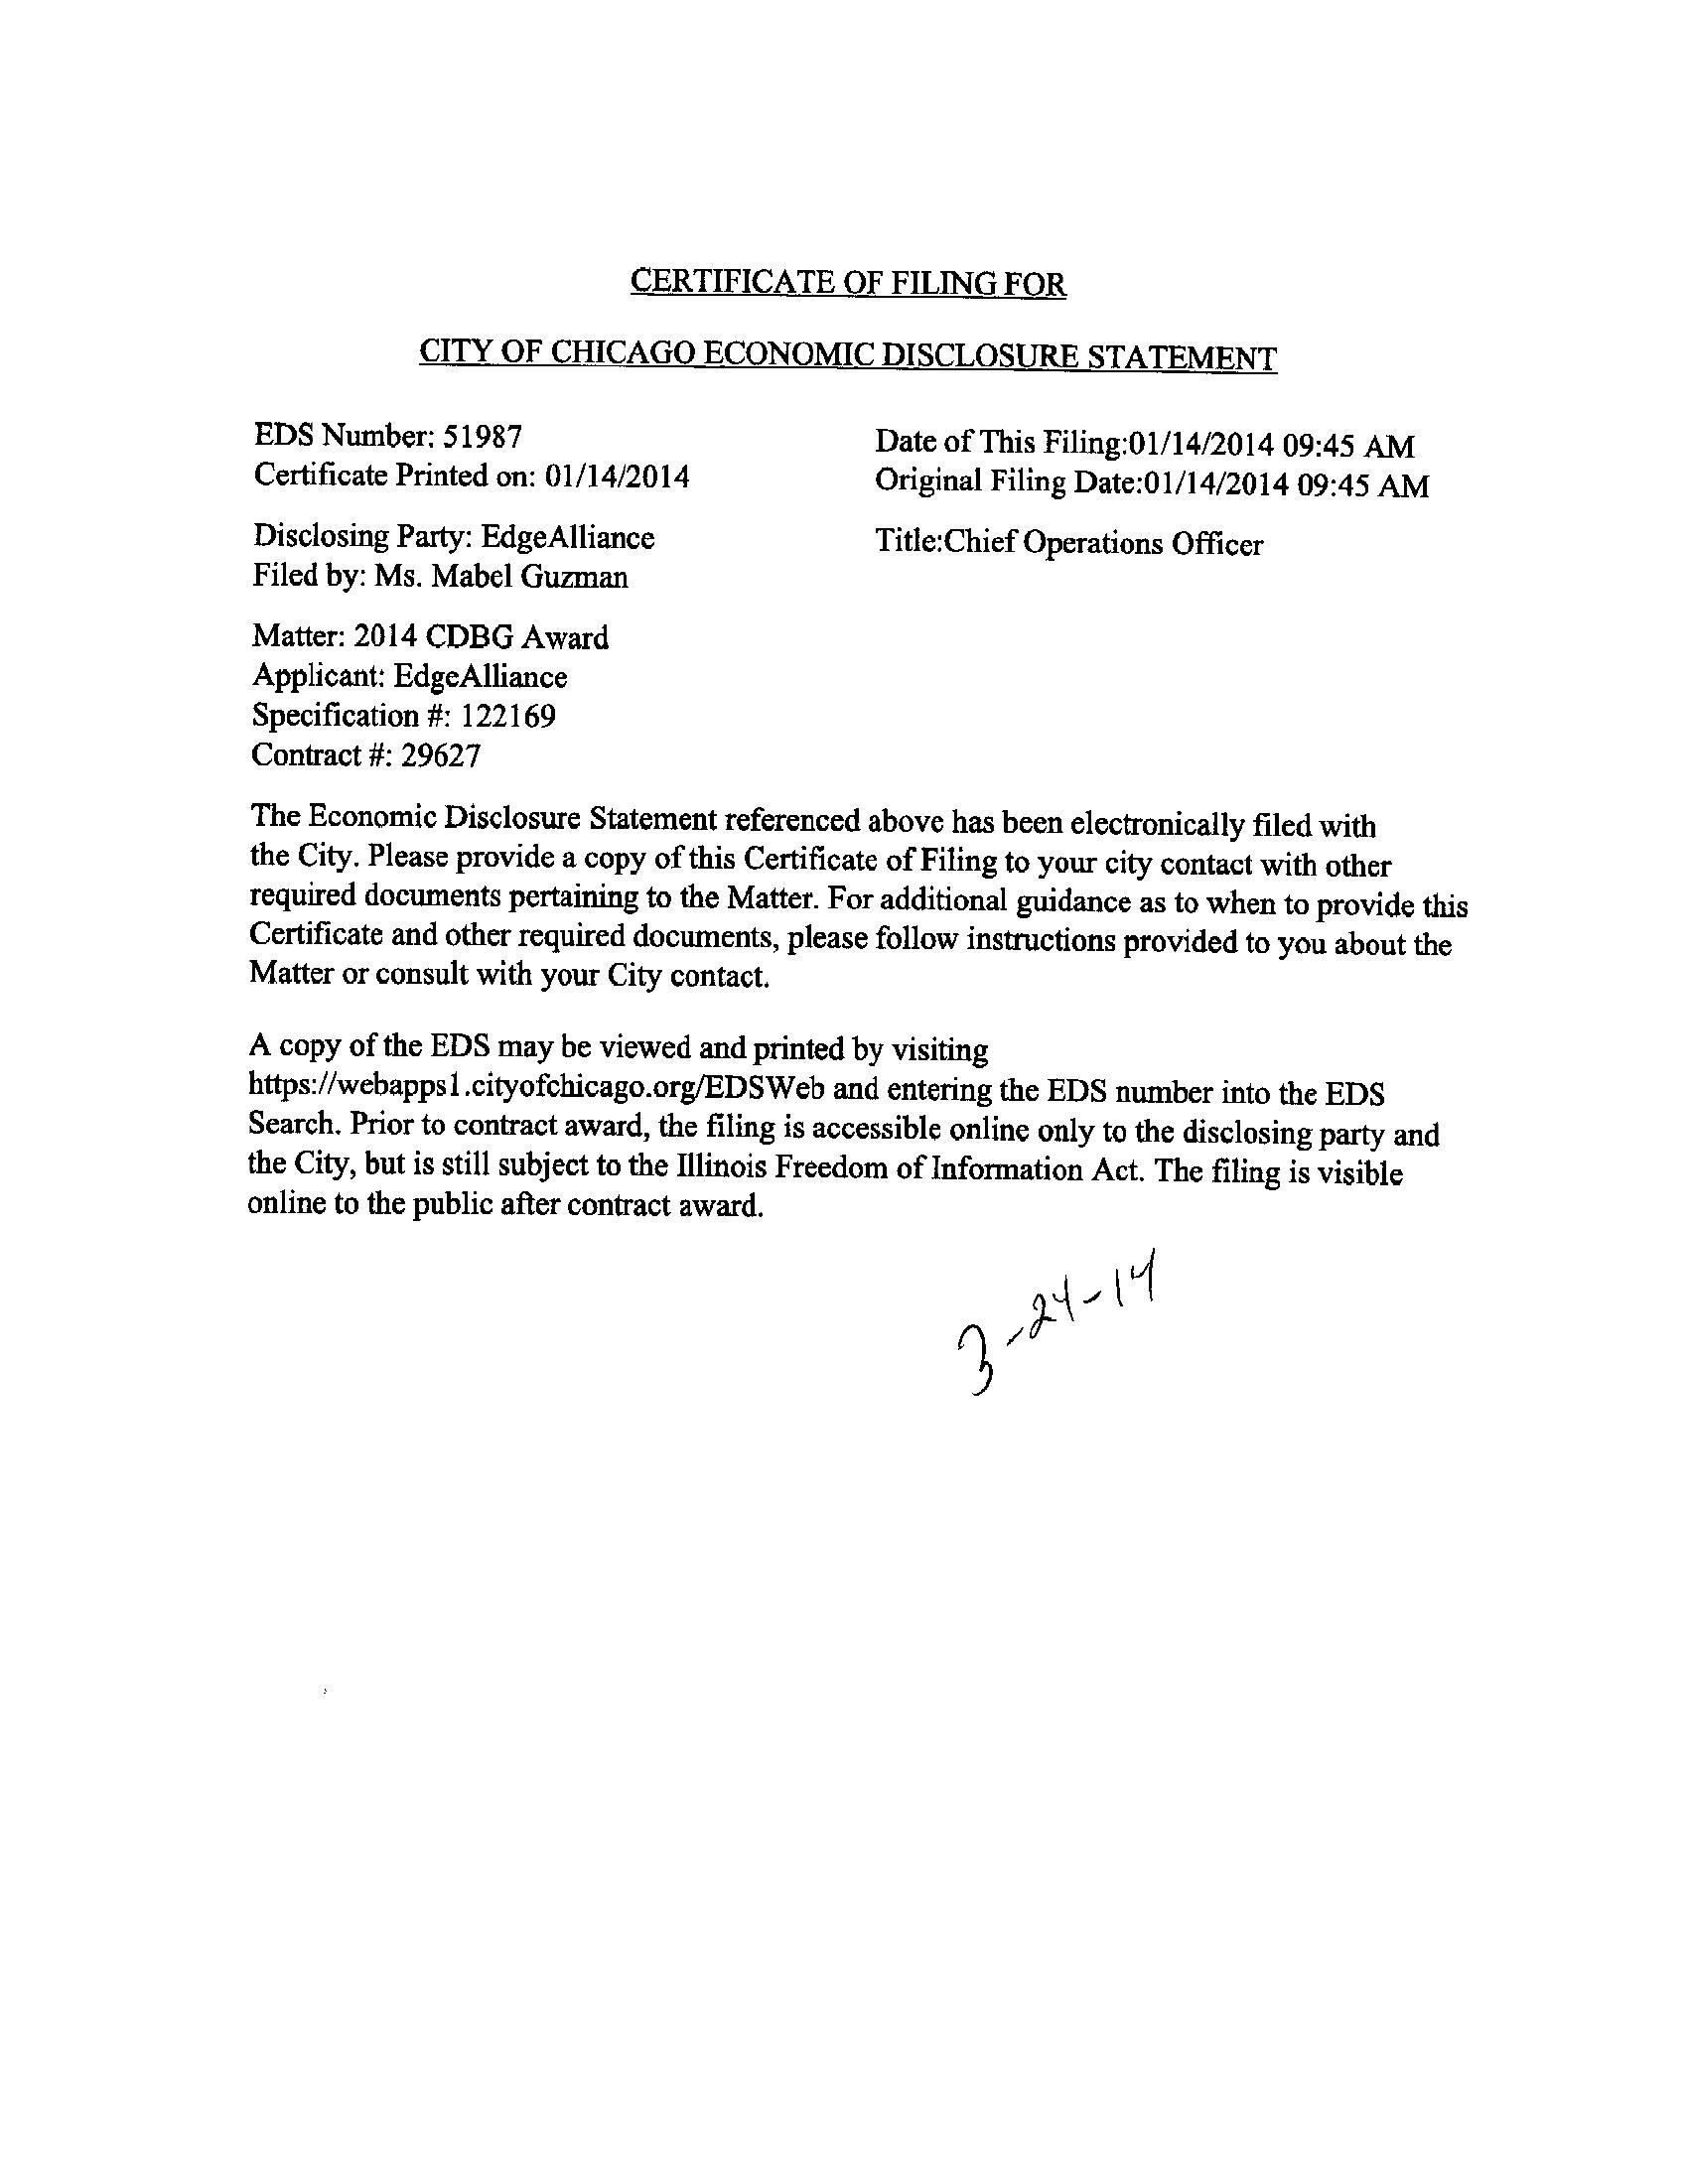 CERTIFICATE OF FILING FOR
CITY OF CHICAGO ECONOMIC DISCLOSURE STATEMENT
EDS Number: 51987
Certificate Printed on: 01/14/2014
Date of This Filing:01/14/2014 09:45 AM
Original Filing Date:01/14/2014 09:45 AM
Disclosing Party: EdgeAlliance
Filed by: Ms. Mabel Guzman
Title:Chief Operations Officer
Matter: 2014 CDBG Award
Applicant: EdgeAlliance
Specification #: 122169
Contract #: 29627
The Economic Disclosure Statement referenced above has been electronically filed with
the City. Please provide a copy of this Certificate of Filing to your city contact with other
required documents pertaining to the Matter. For additional guidance as to when to provide this
Certificate and other required documents, please follow instructions provided to you about the
Matter or consult with your City contact.
A copy of the EDS may be viewed and printed by visiting
https://webapps1.cityofchicago.org/EDSWeb and entering the EDS number into the EDS
Search. Prior to contract award, the filing is accessible online only to the disclosing party and
the City, but is still subject to the Illinois Freedom of Information Act. The filing is visible
online to the public after contract award.
3-24-14